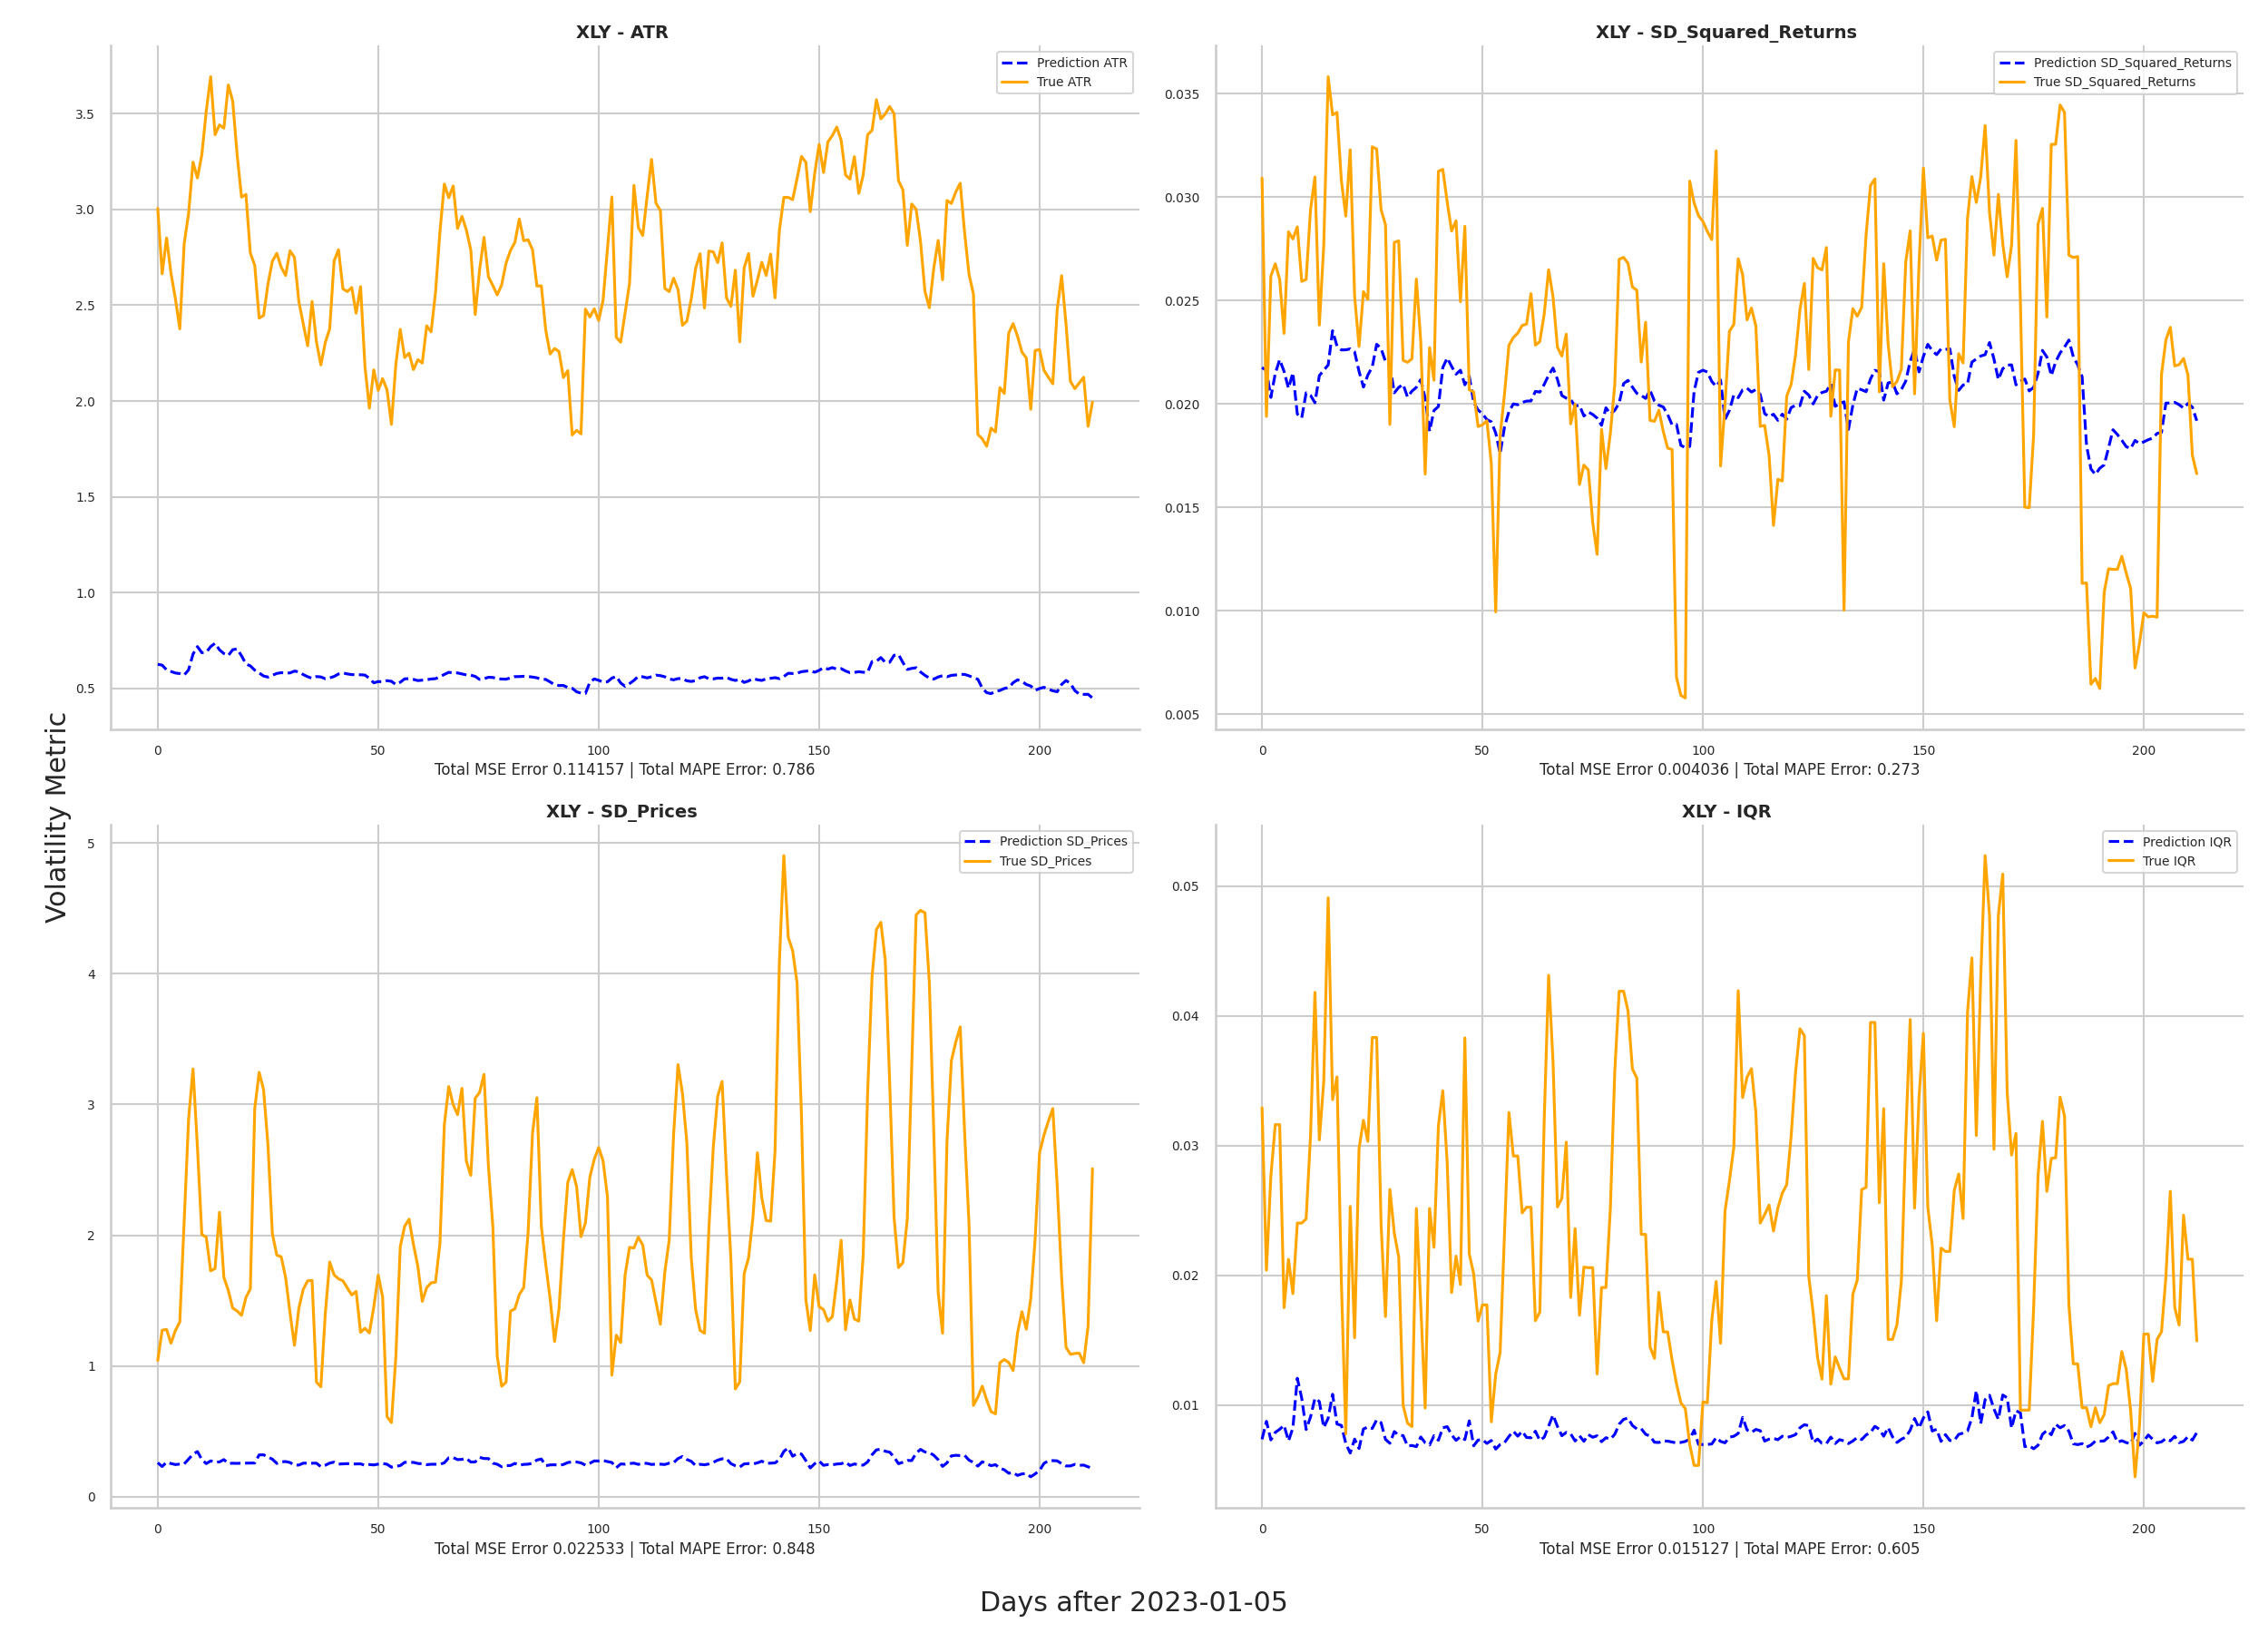 XLY - ATR
Prediction ATR
True ATR
3.5
3.0
2.5
2.0
1.5
1.0
0.5
0 50 100 150 200
Total MSE Error 0.114157 | Total MAPE Error: 0.786
XLY - SD_Squared_Returns
Prediction SD_Squared_Returns
True SD_Squared_Returns
0.035
0.030
0.025
0.020
0.015
0.010
0.005
0 50 100 150 200
Total MSE Error 0.004036 | Total MAPE Error: 0.273
Volatility Metric
XLY - SD_Prices
Prediction SD_Prices
True SD_Prices
5
4
3
2
1
0
0 50 100 150 200
Total MSE Error 0.022533 | Total MAPE Error: 0.848
XLY - IQR
Prediction IQR
True IQR
0.05
0.04
0.03
0.02
0.01
0 50 100 150 200
Total MSE Error 0.015127 | Total MAPE Error: 0.605
Days after 2023-01-05